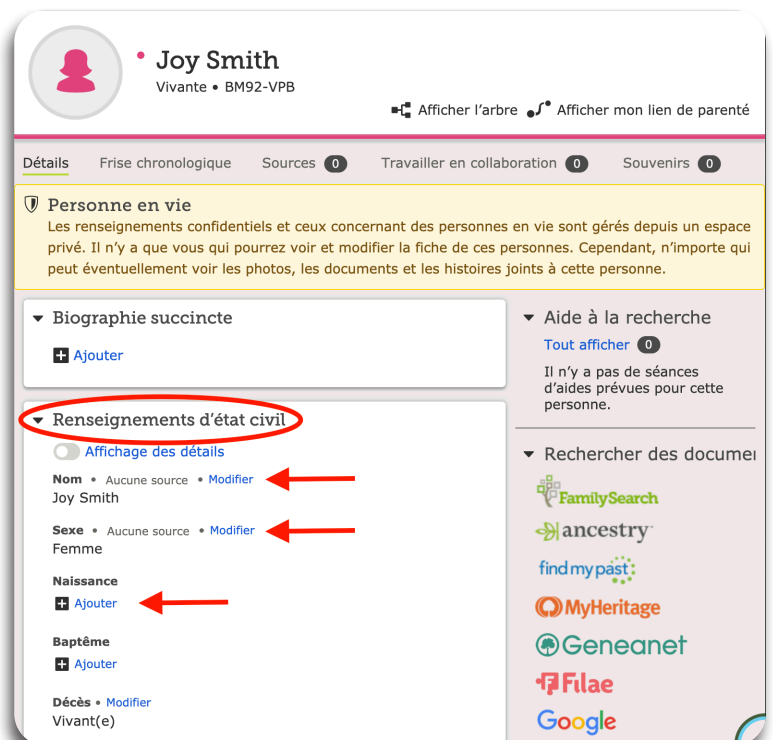 Joy Smith
Vivante • BM92-VPB
Afficher l'arbre Afficher mon lien de parenté
Détails Frise chronologique Sources 0 Travailler en collaboration 0 Souvenirs 0
Personne en vie
Les renseignements confidentiels et ceux concernant des personnes en vie sont gérés depuis un espace
privé. Il n'y a que vous qui pourrez voir et modifier la fiche de ces personnes. Cependant, n'importe qui
peut éventuellement voir les photos, les documents et les histoires joints à cette personne.
Biographie succincte
Ajouter
Renseignements d'état civil
Affichage des détails
Nom • Aucune source • Modifier
Joy Smith
Sexe • Aucune source • Modifier
Femme
Naissance
Ajouter
Baptême
Ajouter
Décès • Modifier
Vivant(e)
Aide à la recherche
Tout afficher 0
Il n'y a pas de séances
d'aides prévues pour cette
personne.
Rechercher des documen
FamilySearch
ancestry
findmypast
MyHeritage
Geneanet
Filae
Google